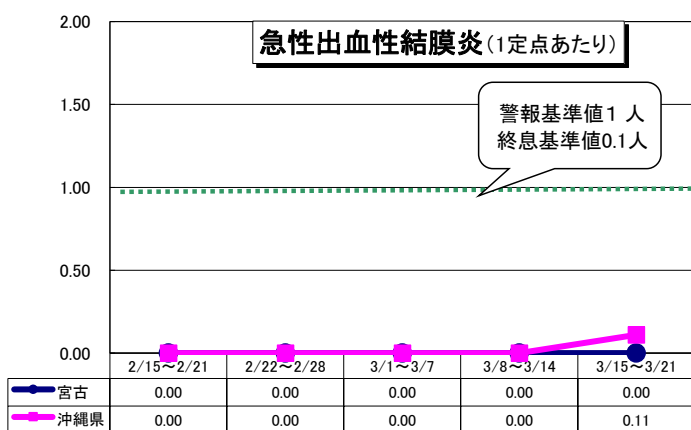 急性出血性結膜炎(1定点あたり)
警報基準値1 人
終息基準値0.1人
2.00
1.50
1.00
0.50
0.00
2/15~2/21 2/22~2/28 3/1~3/7 3/8~3/14 3/15~3/21
宮古 0.00 0.00 0.00 0.00 0.00
沖縄県 0.00 0.00 0.00 0.00 0.11